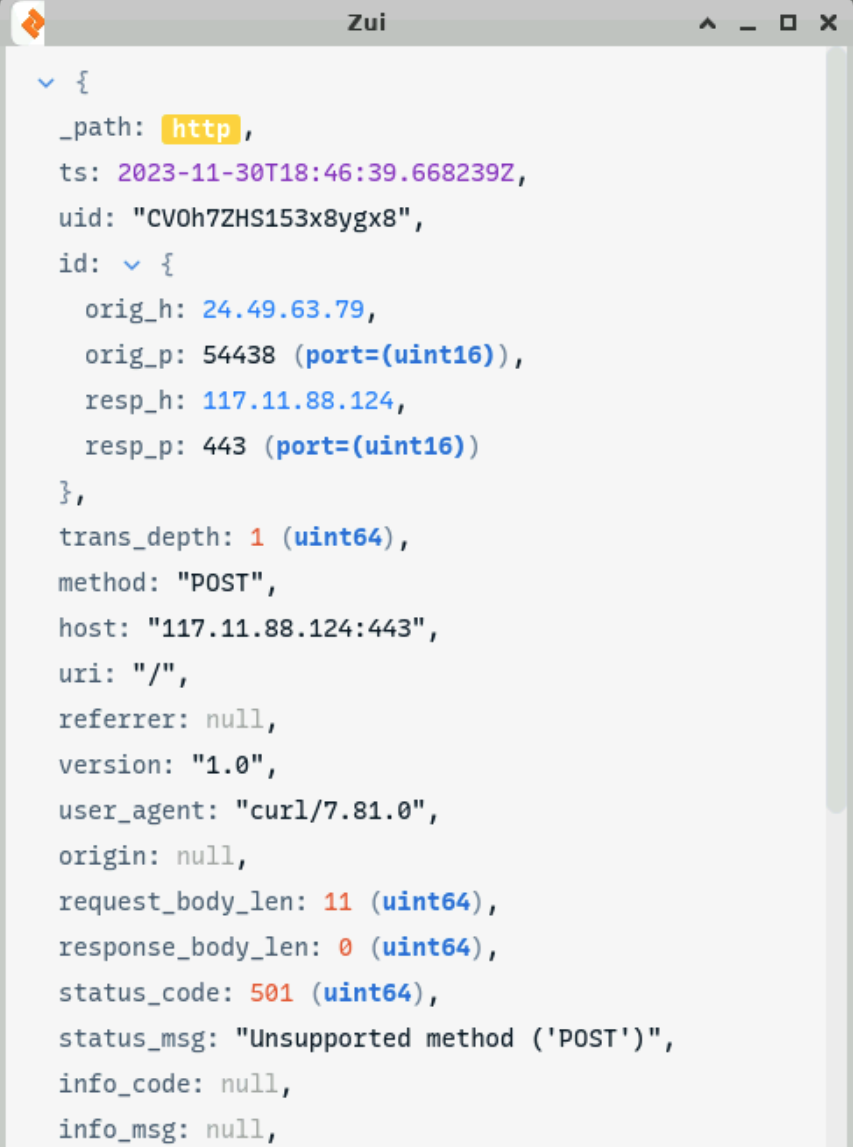 Zui
{
_path: http,
ts: 2023-11-30T18:46:39.668239Z,
uid: "CVOh7ZHS153x8ygx8",
id: {
orig_h: 24.49.63.79,
orig_p: 54438 (port=(uint16)),
resp_h: 117.11.88.124,
resp_p: 443 (port=(uint16))
},
trans_depth: 1 (uint64),
method: "POST",
host: "117.11.88.124:443",
uri: "/",
referrer: null,
version: "1.0",
user_agent: "curl/7.81.0",
origin: null,
request_body_len: 11 (uint64),
response_body_len: 0 (uint64),
status_code: 501 (uint64),
status_msg: "Unsupported method ('POST')",
info_code: null,
info_msg: null,